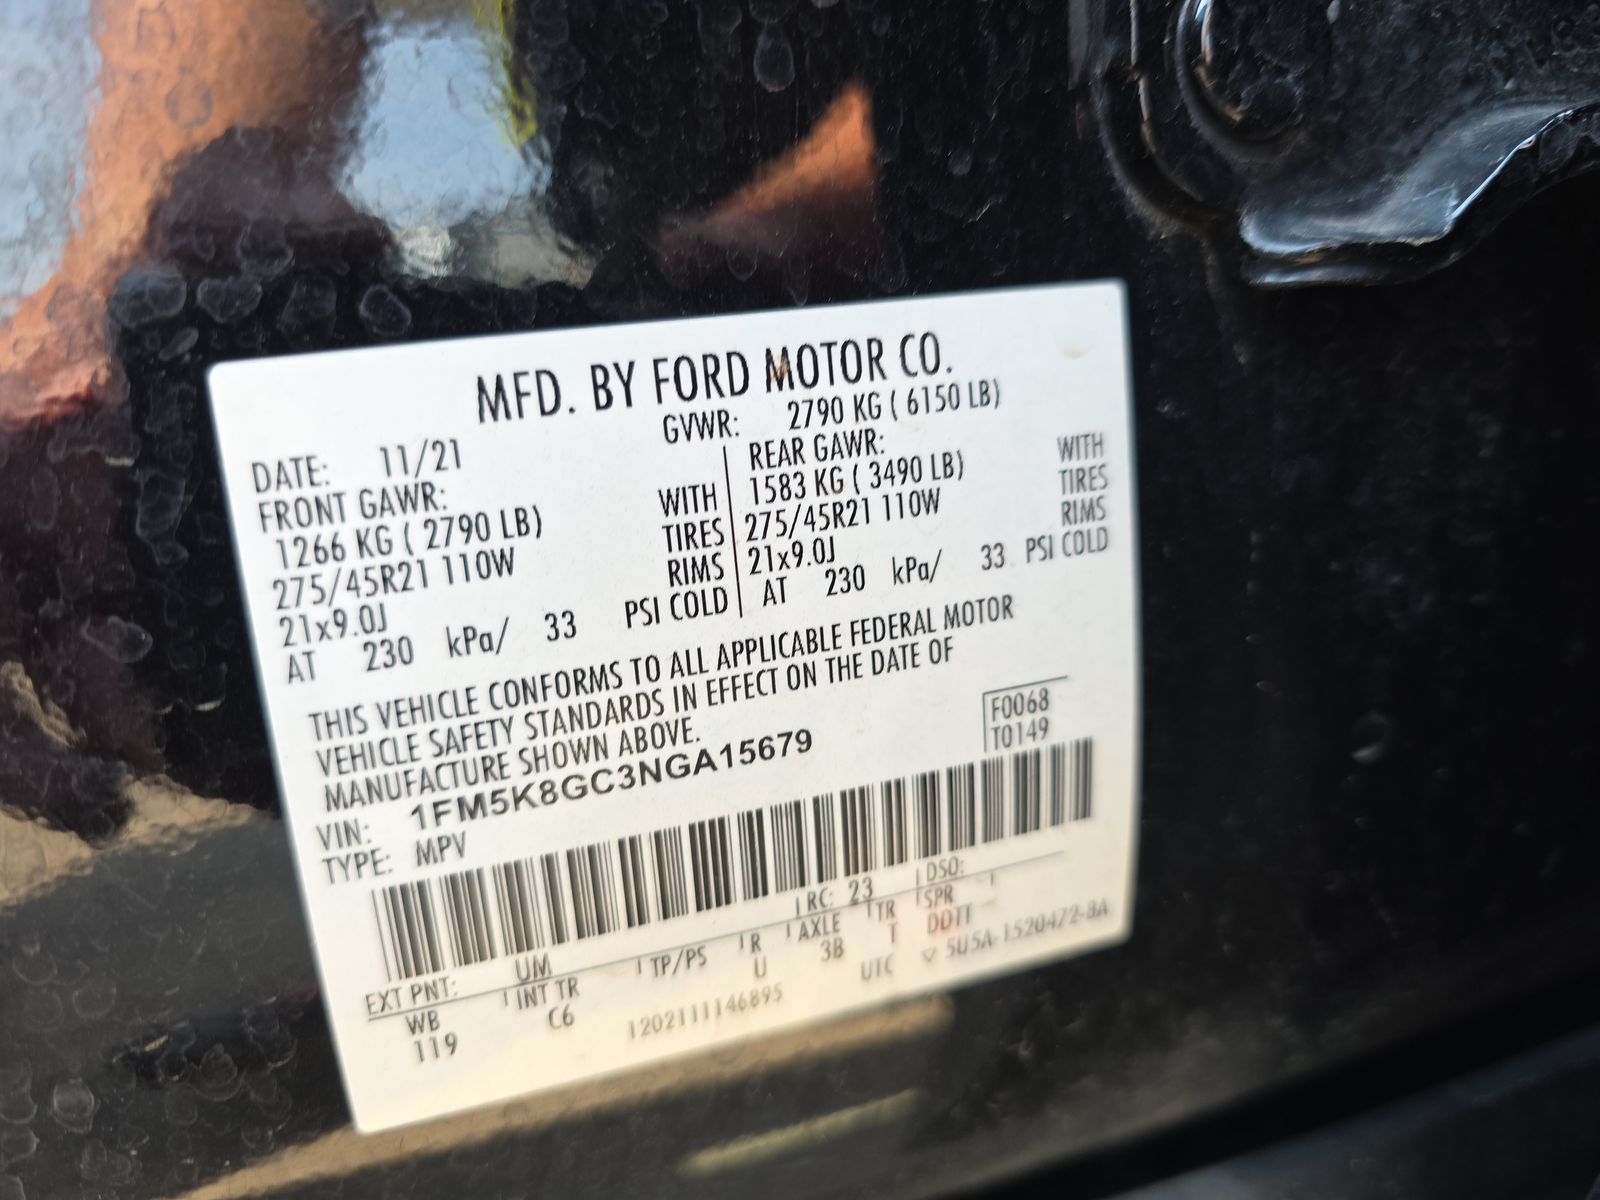 MFD. BY FORD MOTOR CO.
DATE: 11/21 GVWR: 2790 KG ( 6150 LB)
FRONT GAWR: REAR GAWR:
1266 KG ( 2790 LB) WITH 1583 KG ( 3490 LB) WITH
275/45R21 110W TIRES 275/45R21 110W TIRES
21x9.0J RIMS 21x9.0J RIMS
AT 230 kPa/ 33 PSI COLD AT 230 kPa/ 33 PSI COLD
THIS VEHICLE CONFORMS TO ALL APPLICABLE FEDERAL MOTOR
VEHICLE SAFETY STANDARDS IN EFFECT ON THE DATE OF
MANUFACTURE SHOWN ABOVE.
F0068
T0149
VIN: 1FM5K8GC3NGA15679
TYPE: MPV
EXT PNT: UM RC: 23 DSO:
WB INT TR TP/PS R AXLE TR SPR
119 C6 U 3B T DDTT
1202111146895 UTC ▽ 5U5A-1520472-BA